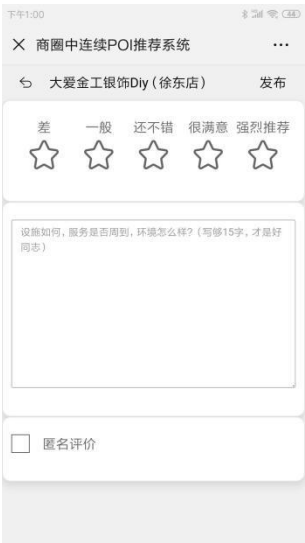 下午1:00
44
商圈中连续POI推荐系统
大爱金工银饰Diy（徐东店） 发布
差 一般 还不错 很满意 强烈推荐
设施如何，服务是否周到，环境怎么样？（写够15字，才是好
同志）
匿名评价